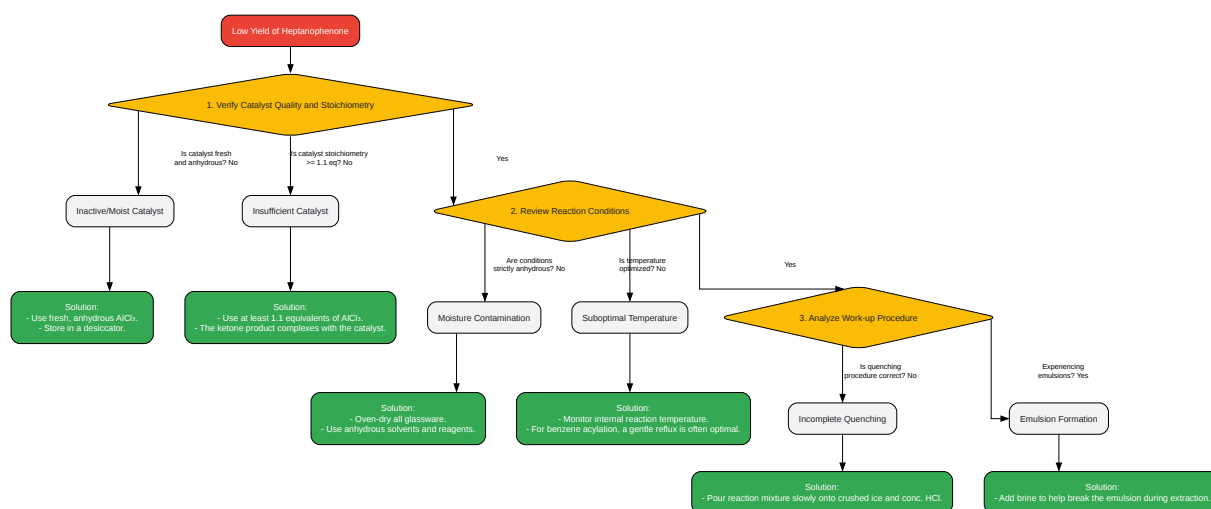 Low Yield of Heptanophenone
1. Verify Catalyst Quality and Stoichiometry
Is catalyst fresh
and anhydrous? No
Is catalyst stoichiometry
>= 1.1 eq? No
Yes
Inactive/Moist Catalyst
Insufficient Catalyst
2. Review Reaction Conditions
Solution:
- Use fresh, anhydrous AlCl₃.
- Store in a desiccator.
Solution:
- Use at least 1.1 equivalents of AlCl₃.
- The ketone product complexes with the catalyst.
Are conditions
strictly anhydrous? No
Is temperature
optimized? No
Yes
Moisture Contamination
Suboptimal Temperature
3. Analyze Work-up Procedure
Solution:
- Oven-dry all glassware.
- Use anhydrous solvents and reagents.
Solution:
- Monitor internal reaction temperature.
- For benzene acylation, a gentle reflux is often optimal.
Is quenching
procedure correct? No
Experiencing
emulsions? Yes
Incomplete Quenching
Emulsion Formation
Solution:
- Pour reaction mixture slowly onto crushed ice and conc. HCl.
Solution:
- Add brine to help break the emulsion during extraction.